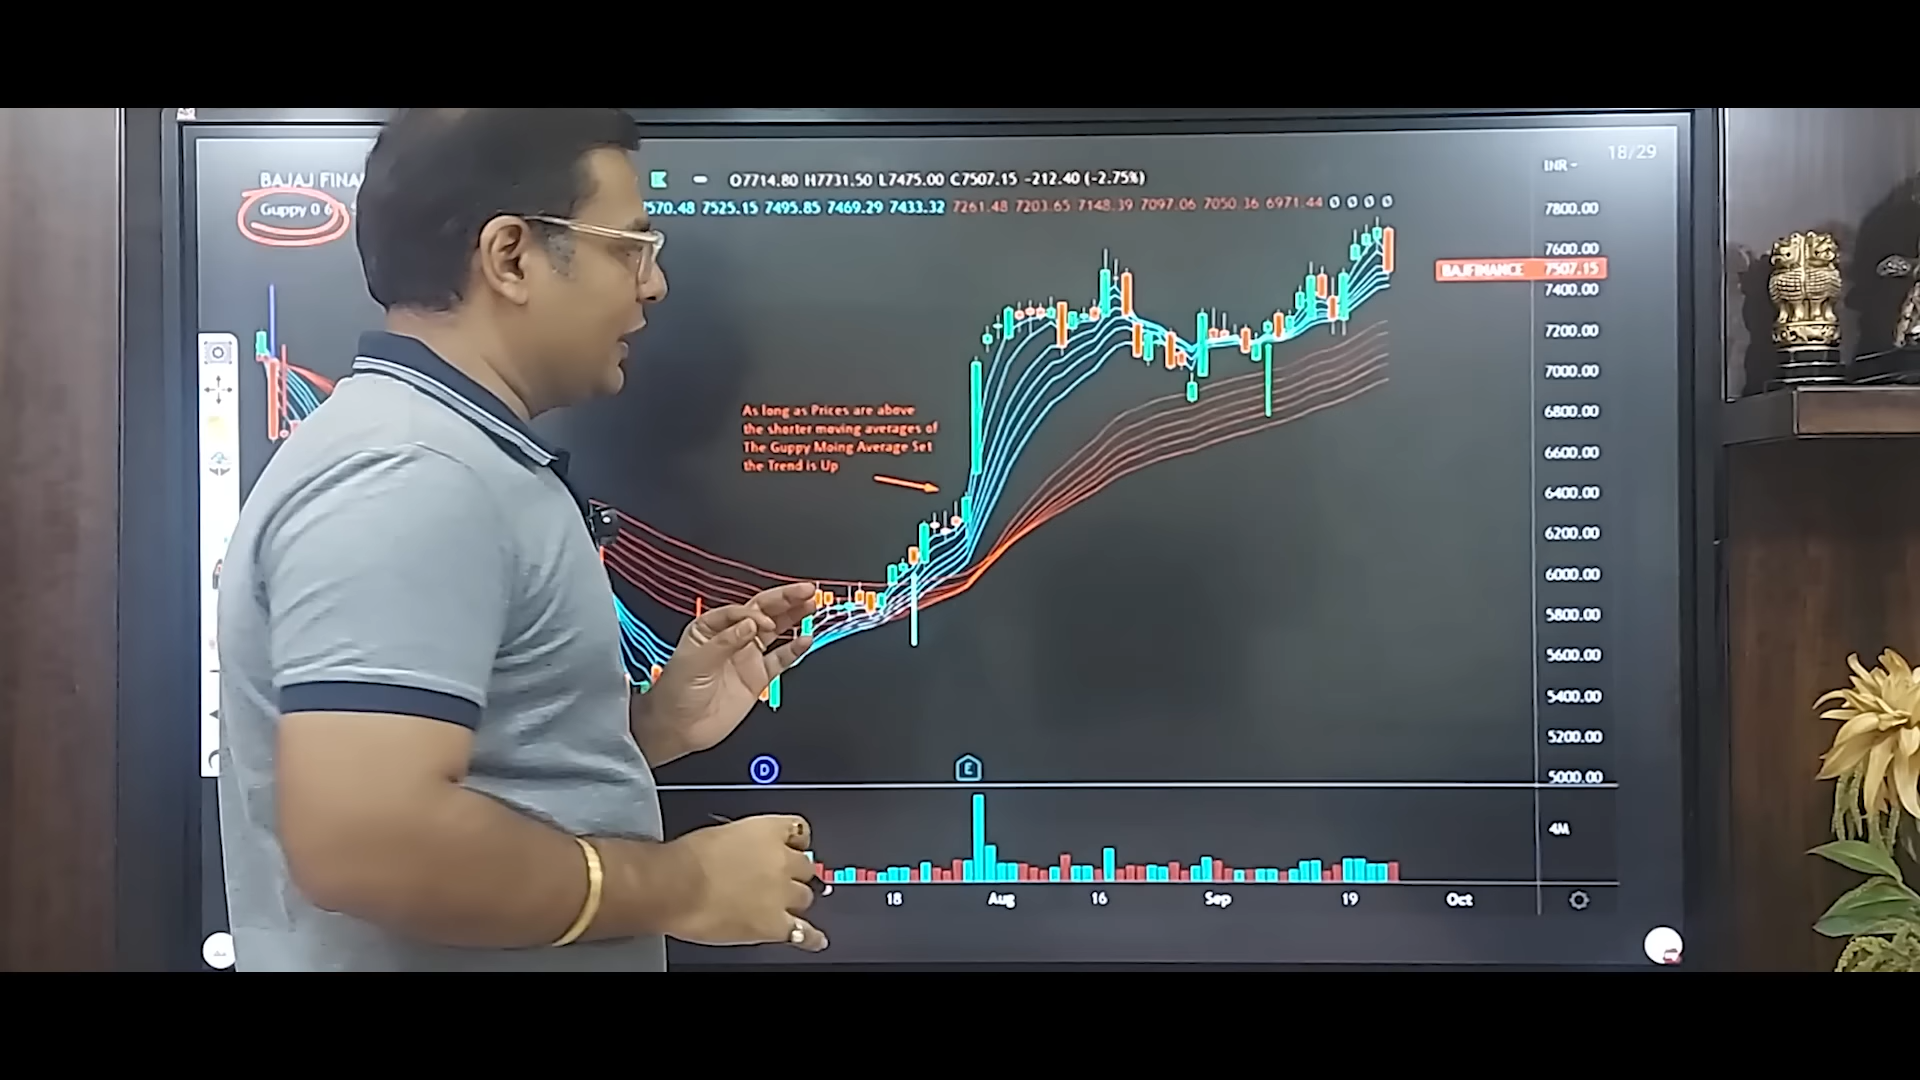 18/29
BAJAJ FINA
O7714.80 H7731.50 L7475.00 C7507.15 -212.40 (-2.75%)
INR
Guppy 0 6
7570.48 7525.15 7495.85 7469.29 7433.32 7261.48 7203.65 7148.39 7097.06 7050.36 6971.44 0 0 0 0
7800.00
7600.00
BAJFINANCE 7507.15
7400.00
7200.00
7000.00
6800.00
6600.00
6400.00
6200.00
6000.00
5800.00
5600.00
5400.00
5200.00
5000.00
As long as Prices are above
the shorter moving averages of
The Guppy Moing Average Set
the Trend is Up
D
E
4M
18 Aug 16 Sep 19 Oct